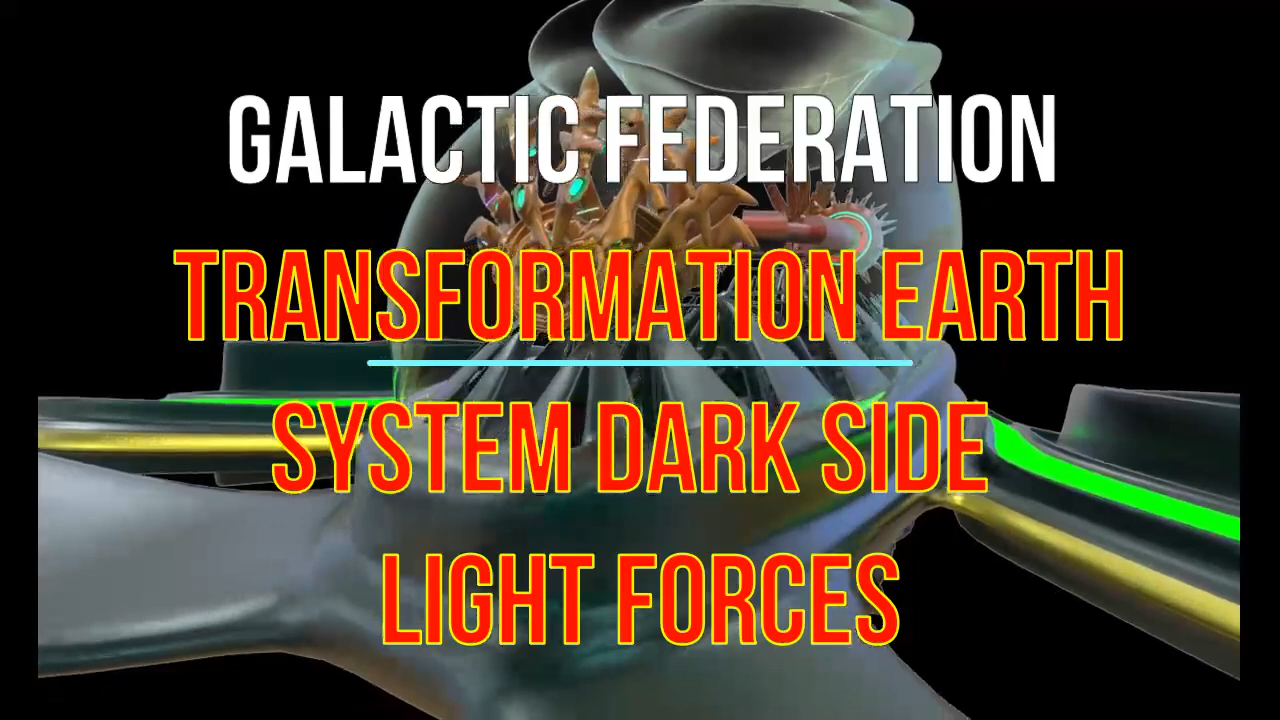 GALACTIC FEDERATION
TRANSFORMATION EARTH
SYSTEM DARK SIDE
LIGHT FORCES